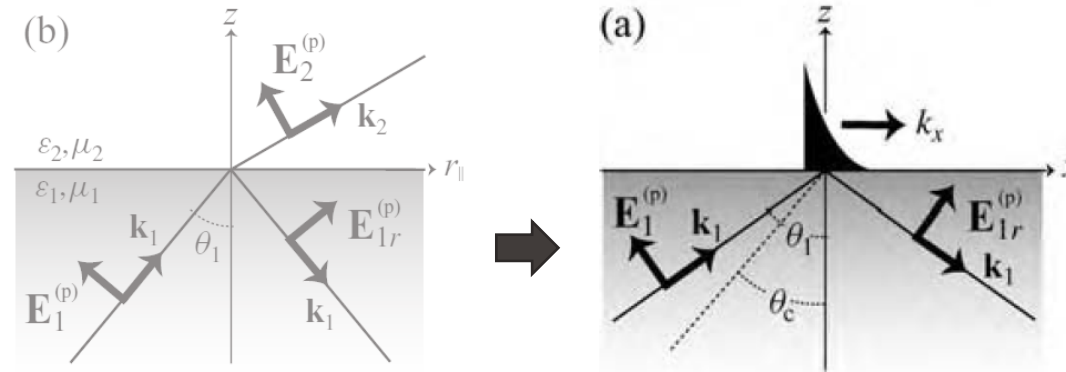 (b)
z
E₂⁽ᵖ⁾
k₂
ε₂,μ₂
r∥
ε₁,μ₁
k₁
θ₁
E₁ᵣ⁽ᵖ⁾
E₁⁽ᵖ⁾
k₁
(a)
z
kₓ
E₁⁽ᵖ⁾
k₁
θ₁
E₁ᵣ⁽ᵖ⁾
k₁
θc